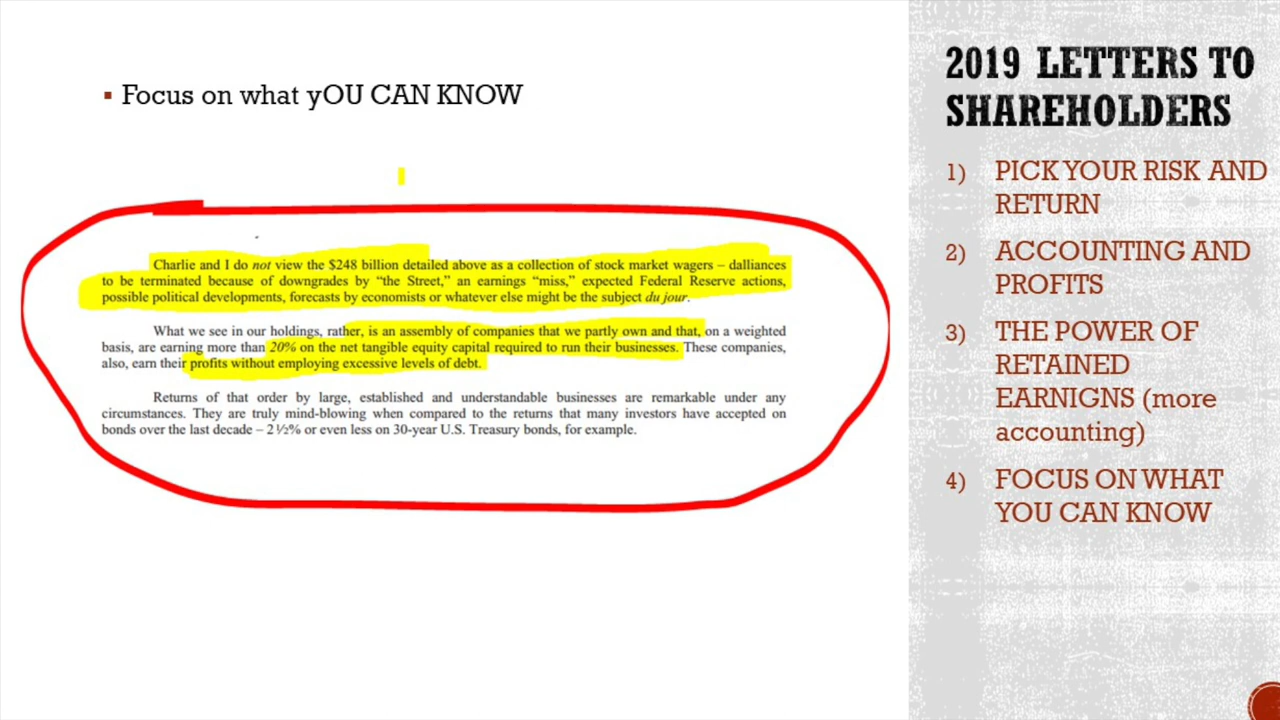 Focus on what yOU CAN KNOW
Charlie and I do not view the $248 billion detailed above as a collection of stock market wagers – dalliances
to be terminated because of downgrades by “the Street,” an earnings “miss,” expected Federal Reserve actions,
possible political developments, forecasts by economists or whatever else might be the subject du jour.
What we see in our holdings, rather, is an assembly of companies that we partly own and that, on a weighted
basis, are earning more than 20% on the net tangible equity capital required to run their businesses. These companies,
also, earn their profits without employing excessive levels of debt.
Returns of that order by large, established and understandable businesses are remarkable under any
circumstances. They are truly mind-blowing when compared to the returns that many investors have accepted on
bonds over the last decade – 2½% or even less on 30-year U.S. Treasury bonds, for example.
2019 LETTERS TO
SHAREHOLDERS
1) PICK YOUR RISK AND
RETURN
2) ACCOUNTING AND
PROFITS
3) THE POWER OF
RETAINED
EARNIGNS (more
accounting)
4) FOCUS ON WHAT
YOU CAN KNOW